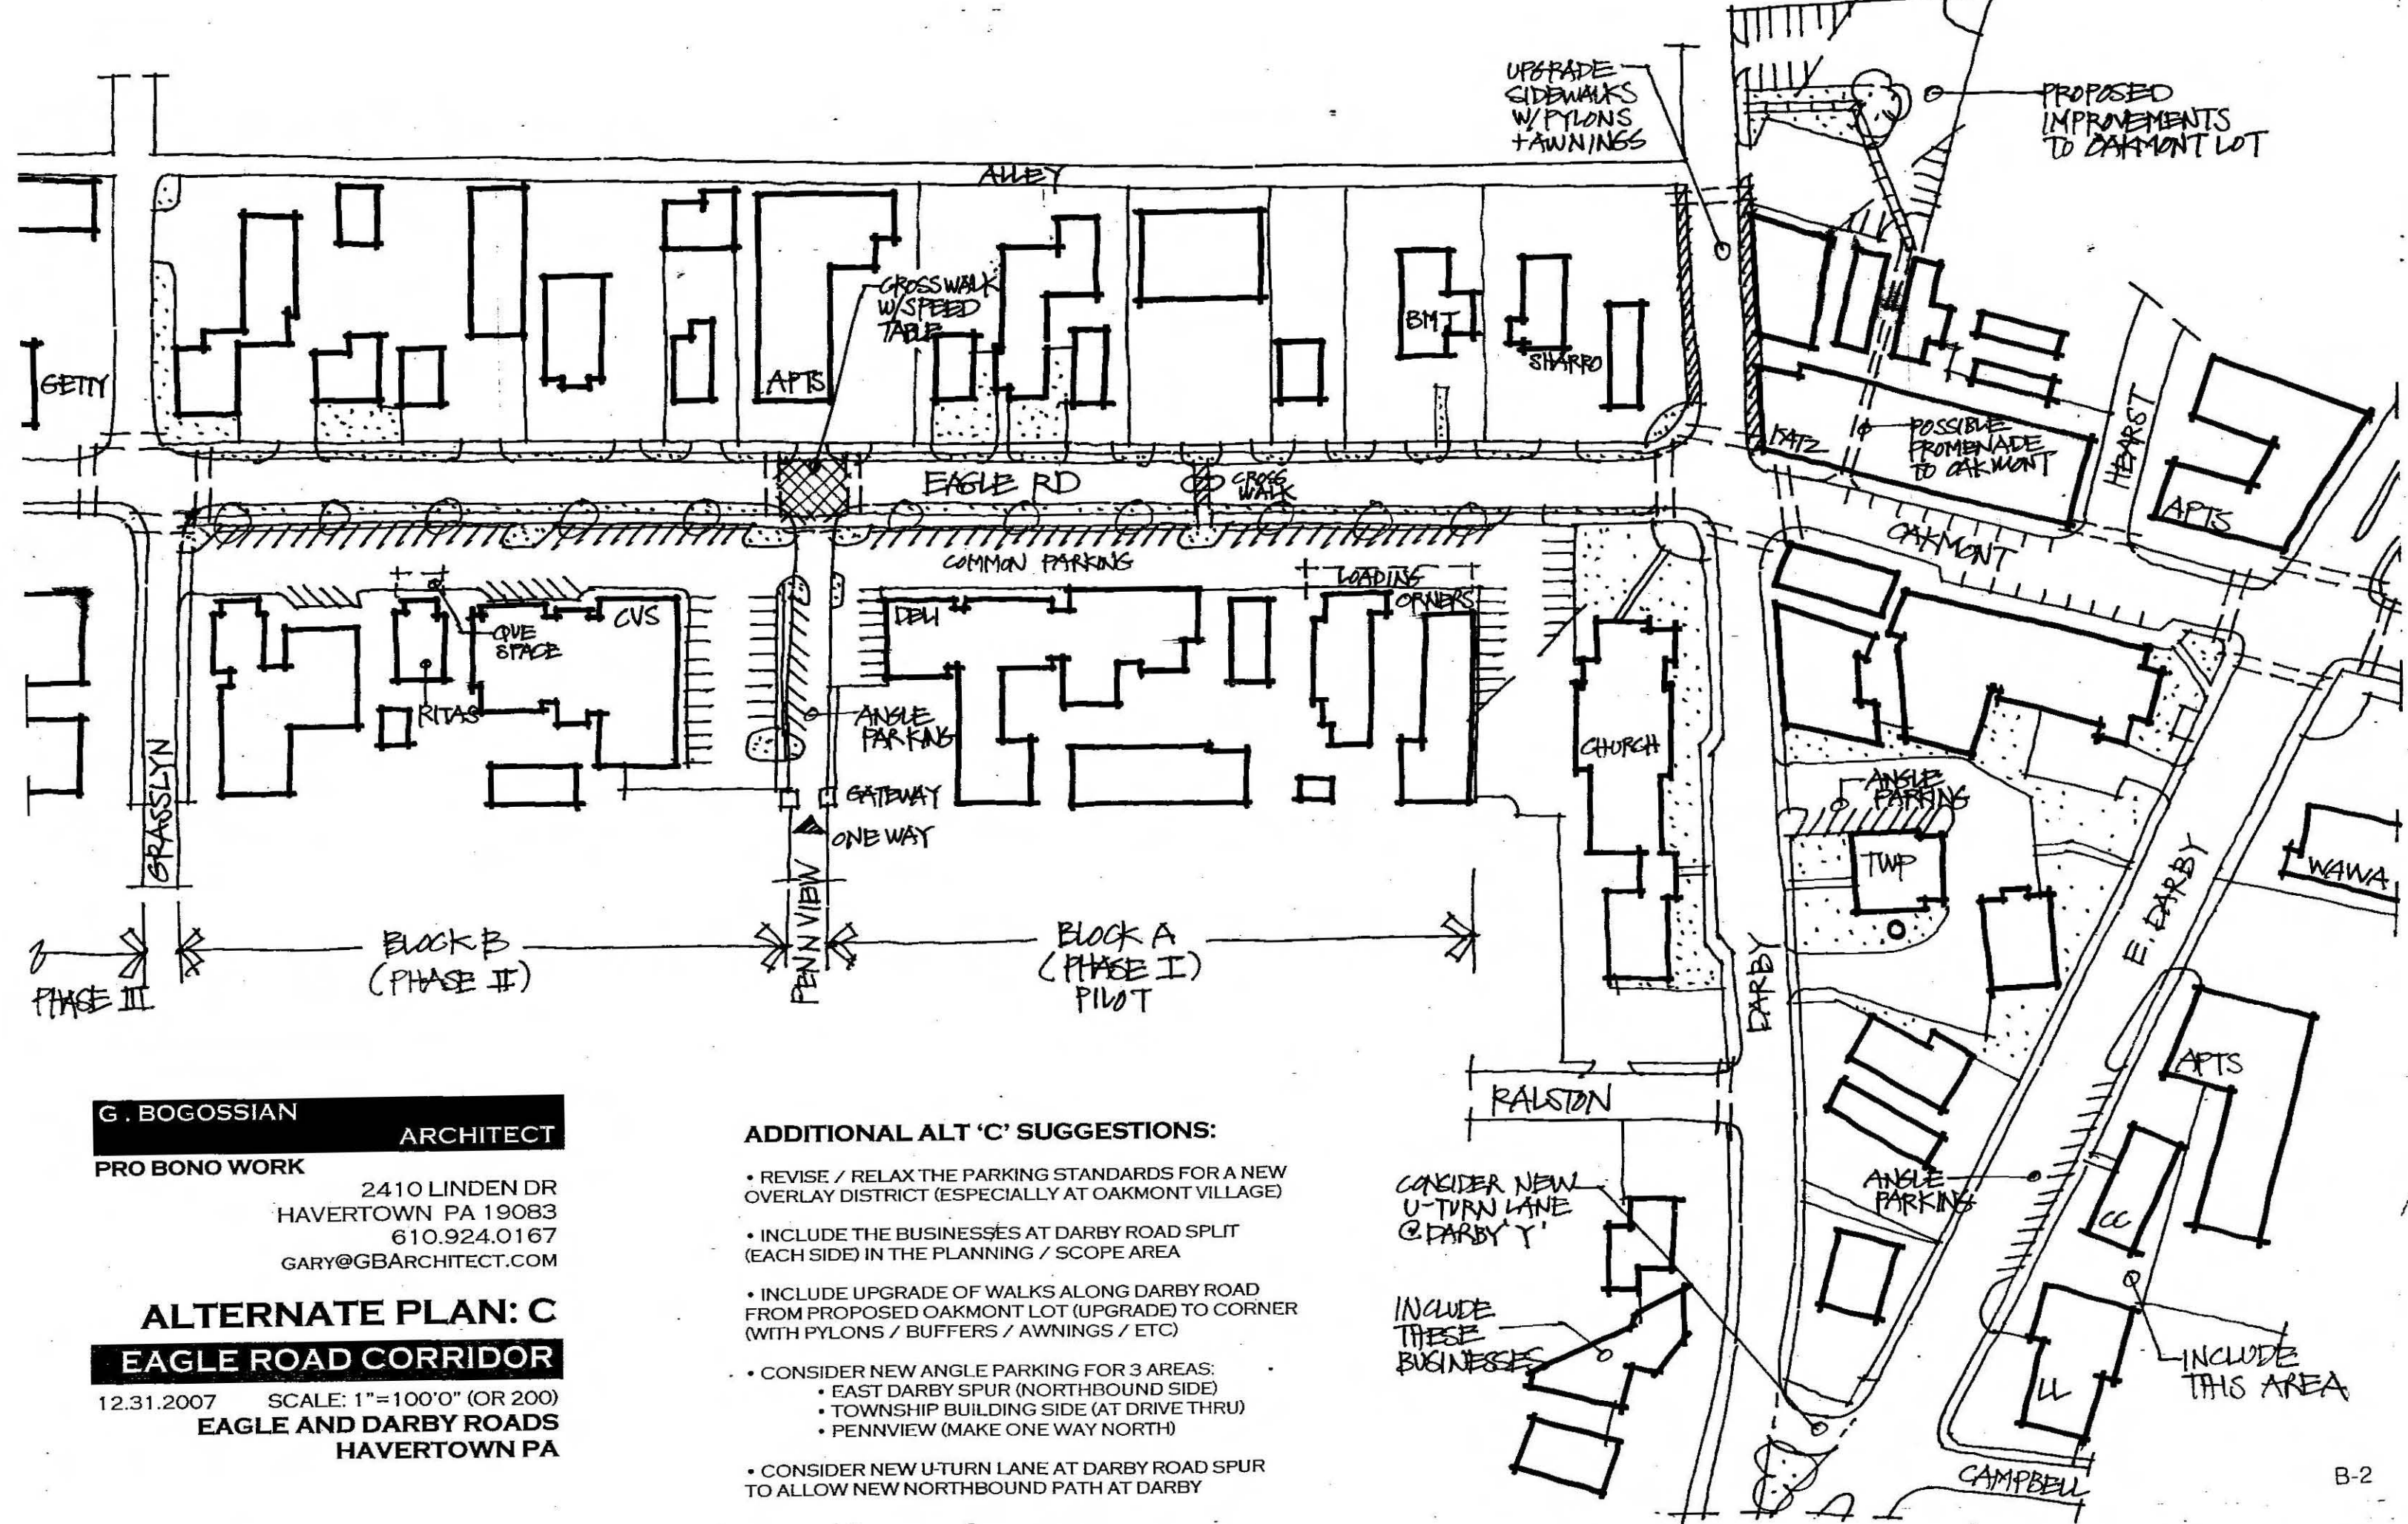 UPGRADE
SIDEWALKS
W/PYLONS
+AWNINGS
PROPOSED
IMPROVEMENTS
TO OAKMONT LOT
ALLEY
CROSSWALK
W/SPEED
TABLE
GETTY
APTS
BMT
SHARRO
KATZ
POSSIBLE
PROMENADE
TO OAKMONT
HEARST
APTS
EAGLE RD
CROSS
WALK
OAKMONT
COMMON PARKING
LOADING
QUE
SPACE
CVS
DELI
ORNERS
RITAS
ANGLE
PARKING
CHURCH
GATEWAY
ONE WAY
GRASSLYN
PENN VIEW
ANGLE
PARKING
TWP
WAWA
E. DARBY
DARBY
PHASE III
BLOCK B
(PHASE II)
BLOCK A
(PHASE I)
PILOT
APTS
RALSTON
CONSIDER NEW
U-TURN LANE
@ DARBY 'Y'
ANGLE
PARKING
CC
INCLUDE
THESE
BUSINESSES
LL
INCLUDE
THIS AREA
CAMPBELL
G. BOGOSSIAN
ARCHITECT
PRO BONO WORK
2410 LINDEN DR
HAVERTOWN PA 19083
610.924.0167
GARY@GBARCHITECT.COM
ALTERNATE PLAN: C
EAGLE ROAD CORRIDOR
12.31.2007 SCALE: 1"=100'0" (OR 200)
EAGLE AND DARBY ROADS
HAVERTOWN PA
ADDITIONAL ALT 'C' SUGGESTIONS:
• REVISE / RELAX THE PARKING STANDARDS FOR A NEW
OVERLAY DISTRICT (ESPECIALLY AT OAKMONT VILLAGE)
• INCLUDE THE BUSINESSES AT DARBY ROAD SPLIT
(EACH SIDE) IN THE PLANNING / SCOPE AREA
• INCLUDE UPGRADE OF WALKS ALONG DARBY ROAD
FROM PROPOSED OAKMONT LOT (UPGRADE) TO CORNER
(WITH PYLONS / BUFFERS / AWNINGS / ETC)
• CONSIDER NEW ANGLE PARKING FOR 3 AREAS:
• EAST DARBY SPUR (NORTHBOUND SIDE)
• TOWNSHIP BUILDING SIDE (AT DRIVE THRU)
• PENNVIEW (MAKE ONE WAY NORTH)
• CONSIDER NEW U-TURN LANE AT DARBY ROAD SPUR
TO ALLOW NEW NORTHBOUND PATH AT DARBY
B-2